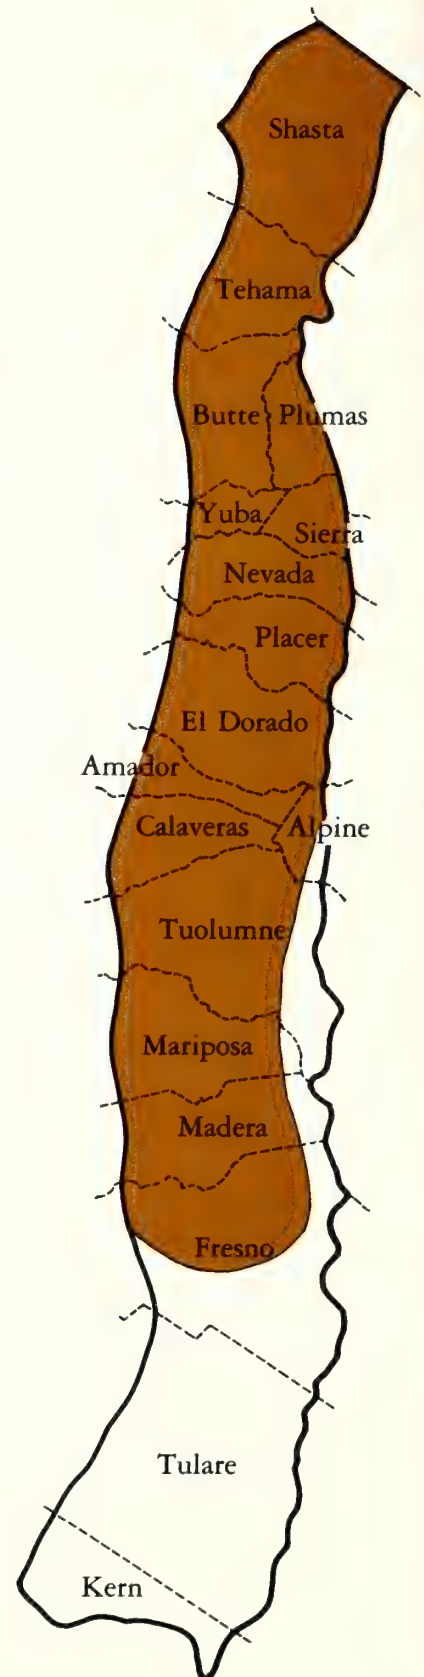 Shasta
Tehama
Butte
Plumas
Yuba
Sierra
Nevada
Placer
El Dorado
Amador
Calaveras
Alpine
Tuolumne
Mariposa
Madera
Fresno
Tulare
Kern